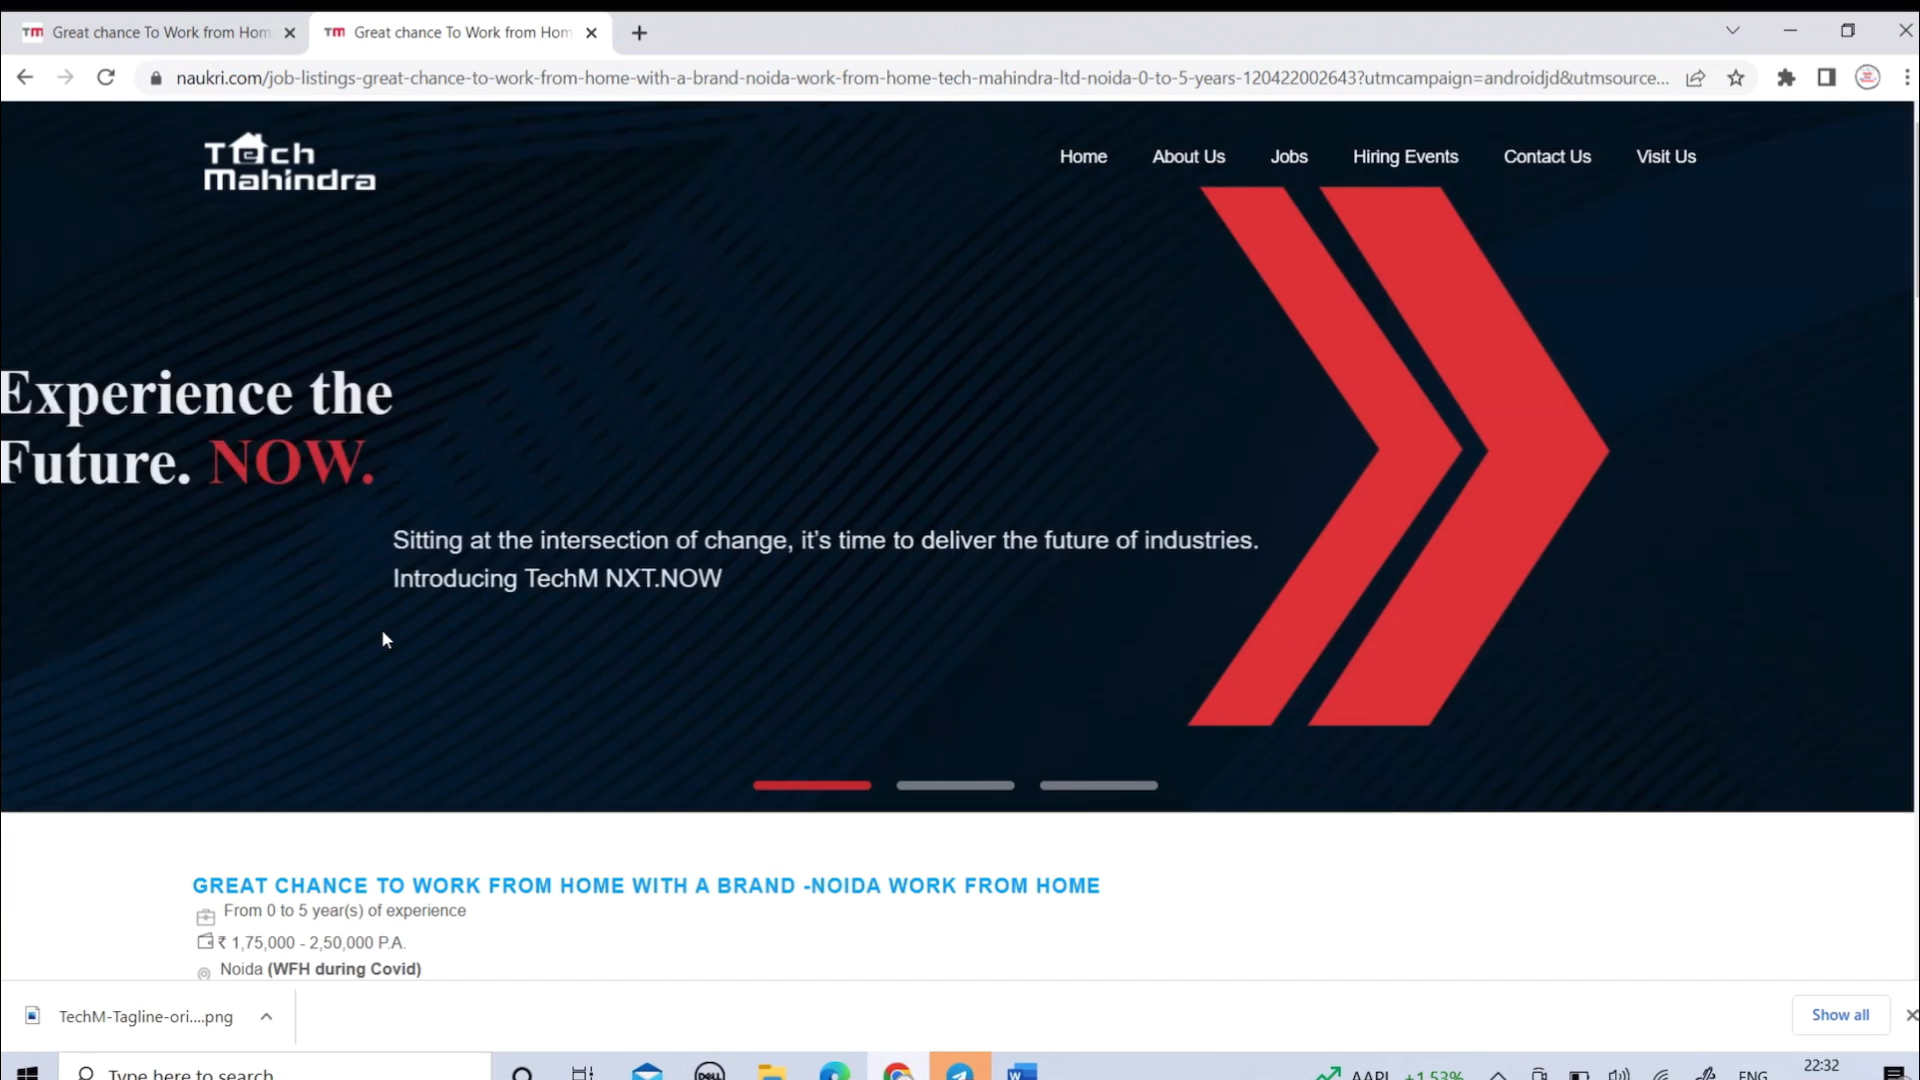 TM Great chance To Work from Hom
TM Great chance To Work from Hom
naukri.com/job-listings-great-chance-to-work-from-home-with-a-brand-noida-work-from-home-tech-mahindra-ltd-noida-0-to-5-years-120422002643?utmcampaign=androidjd&utmsource...
Tech
Mahindra
Home About Us Jobs Hiring Events Contact Us Visit Us
Experience the
Future. NOW.
Sitting at the intersection of change, it’s time to deliver the future of industries.
Introducing TechM NXT.NOW
GREAT CHANCE TO WORK FROM HOME WITH A BRAND -NOIDA WORK FROM HOME
From 0 to 5 year(s) of experience
₹ 1,75,000 - 2,50,000 P.A.
Noida (WFH during Covid)
TechM-Tagline-ori....png
Show all
Type here to search
DELL
W
AAPL +1.53%
ENG
22:32